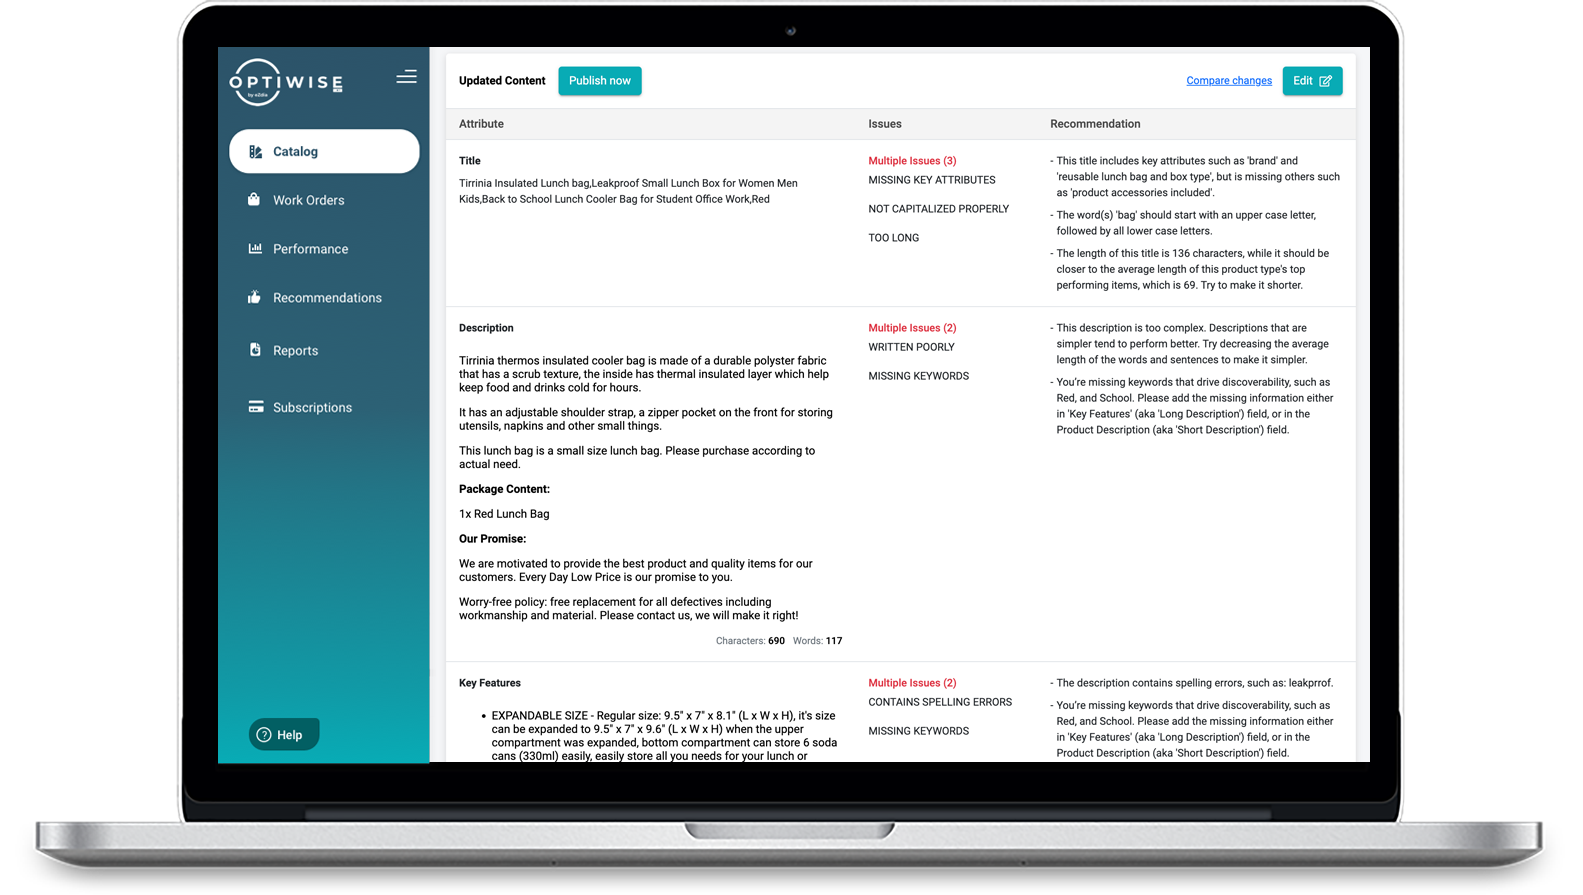 OPTIWISE
by e2dia
Catalog
Work Orders
Performance
Recommendations
Reports
Subscriptions
Help
Updated Content
Publish now
Compare changes
Edit
Attribute
Issues
Recommendation
Title
Tirrinia Insulated Lunch bag,Leakproof Small Lunch Box for Women Men
Kids,Back to School Lunch Cooler Bag for Student Office Work,Red
Multiple Issues (3)
MISSING KEY ATTRIBUTES
NOT CAPITALIZED PROPERLY
TOO LONG
- This title includes key attributes such as 'brand' and
'reusable lunch bag and box type', but is missing others such
as 'product accessories included'.
- The word(s) 'bag' should start with an upper case letter,
followed by all lower case letters.
- The length of this title is 136 characters, while it should be
closer to the average length of this product type's top
performing items, which is 69. Try to make it shorter.
Description
Tirrinia thermos insulated cooler bag is made of a durable polyster fabric
that has a scrub texture, the inside has thermal insulated layer which help
keep food and drinks cold for hours.
It has an adjustable shoulder strap, a zipper pocket on the front for storing
utensils, napkins and other small things.
This lunch bag is a small size lunch bag. Please purchase according to
actual need.
Package Content:
1x Red Lunch Bag
Our Promise:
We are motivated to provide the best product and quality items for our
customers. Every Day Low Price is our promise to you.
Worry-free policy: free replacement for all defectives including
workmanship and material. Please contact us, we will make it right!
Characters: 690 Words: 117
Multiple Issues (2)
WRITTEN POORLY
MISSING KEYWORDS
- This description is too complex. Descriptions that are
simpler tend to perform better. Try decreasing the average
length of the words and sentences to make it simpler.
- You're missing keywords that drive discoverability, such as
Red, and School. Please add the missing information either
in 'Key Features' (aka 'Long Description') field, or in the
Product Description (aka 'Short Description') field.
Key Features
• EXPANDABLE SIZE - Regular size: 9.5" x 7" x 8.1" (L x W x H), it's size
can be expanded to 9.5" x 7" x 9.6" (L x W x H) when the upper
compartment was expanded, bottom compartment can store 6 soda
cans (330ml) easily, easily store all you needs for your lunch or
Multiple Issues (2)
CONTAINS SPELLING ERRORS
MISSING KEYWORDS
- The description contains spelling errors, such as: leakprrof.
- You're missing keywords that drive discoverability, such as
Red, and School. Please add the missing information either
in 'Key Features' (aka 'Long Description') field, or in the
Product Description (aka 'Short Description') field.